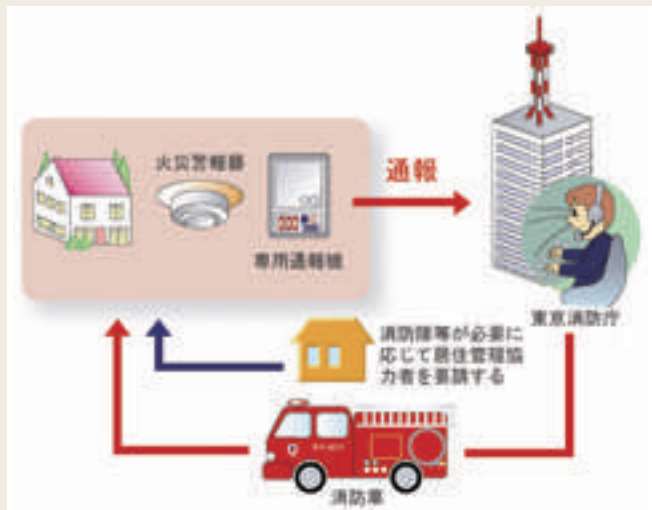 火災警報器
専用通報機
通報
東京消防庁
消防隊等が必要に
応じて居住管理協
力者を要請する
消防車